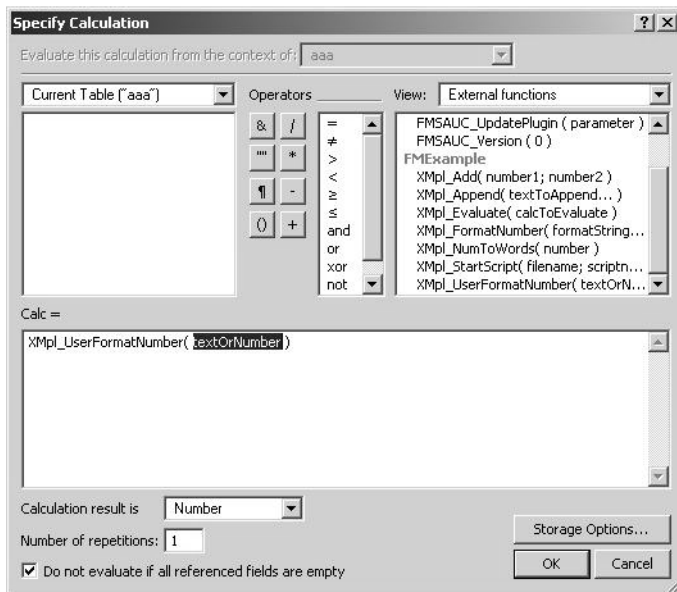 Specify Calculation
Evaluate this calculation from the context of: aaa
Current Table ("aaa")
Operators
View: External functions
& /
"" *
¶ -
() +
=
≠
>
<
≥
≤
and
or
xor
not
FMSAUC_UpdatePlugin ( parameter )
FMSAUC_Version ( 0 )
FMExample
XMpl_Add( number1; number2 )
XMpl_Append( textToAppend... )
XMpl_Evaluate( calcToEvaluate )
XMpl_FormatNumber( formatString...
XMpl_NumToWords( number )
XMpl_StartScript( filename; scriptn...
XMpl_UserFormatNumber( textOrN...
Calc =
XMpl_UserFormatNumber( textOrNumber )
Calculation result is Number
Number of repetitions: 1
Storage Options...
Do not evaluate if all referenced fields are empty
OK Cancel